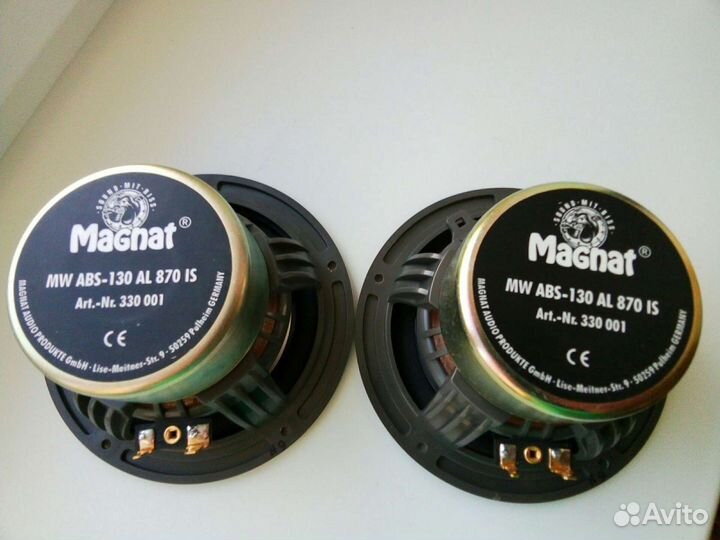 SOUND·MIT·BISS
Magnat®
MW ABS-130 AL 870 IS
Art.-Nr. 330 001
CE
MAGNAT AUDIO PRODUKTE GmbH · Lise-Meitner-Str. 9 · 50259 Pulheim GERMANY
SOUND·MIT·BISS
Magnat®
MW ABS-130 AL 870 IS
Art.-Nr. 330 001
CE
MAGNAT AUDIO PRODUKTE GmbH · Lise-Meitner-Str. 9 · 50259 Pulheim GERMANY
Avito